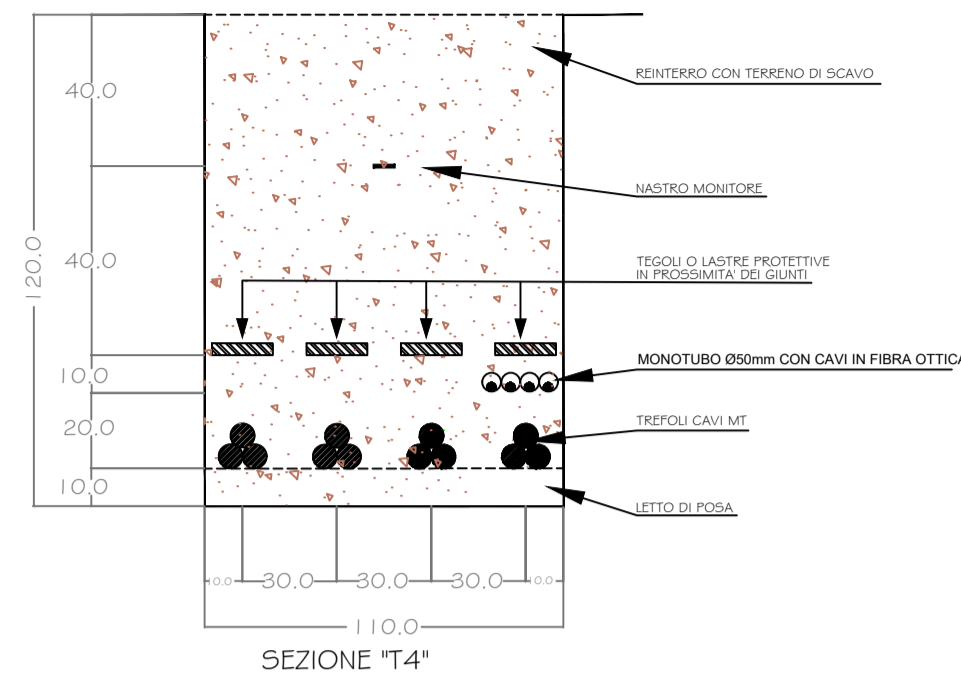 40.0
REINTERRO CON TERRENO DI SCAVO
NASTRO MONITORE
120.0
40.0
TEGOLI O LASTRE PROTETTIVE
IN PROSSIMITA' DEI GIUNTI
MONOTUBO Ø50mm CON CAVI IN FIBRA OTTICA
10.0
20.0
TREFOLI CAVI MT
10.0
LETTO DI POSA
10.0 30.0 30.0 30.0 10.0
110.0
SEZIONE "T4"